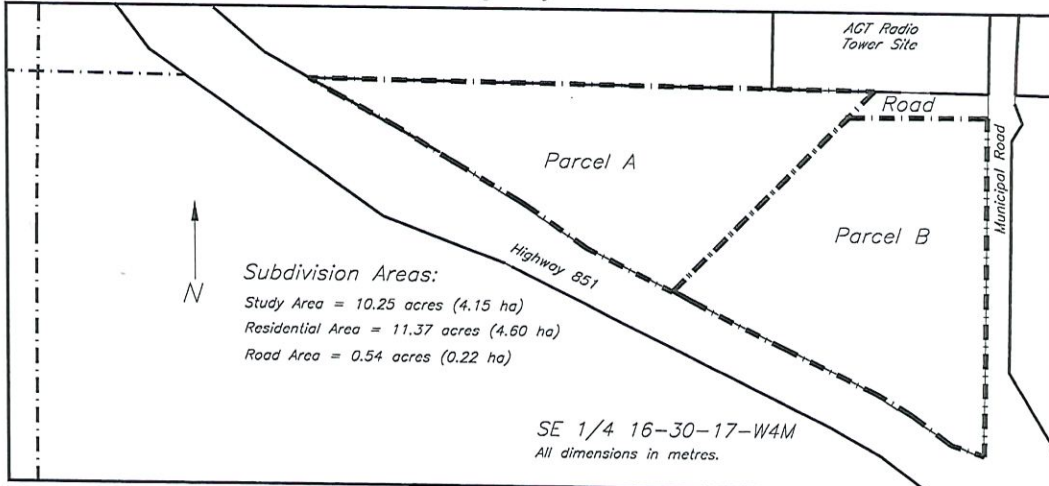 AGT Radio
Tower Site
Road
Parcel A
Municipal Road
Parcel B
Highway 851
N
Subdivision Areas:
Study Area = 10.25 acres (4.15 ha)
Residential Area = 11.37 acres (4.60 ha)
Road Area = 0.54 acres (0.22 ha)
SE 1/4 16-30-17-W4M
All dimensions in metres.